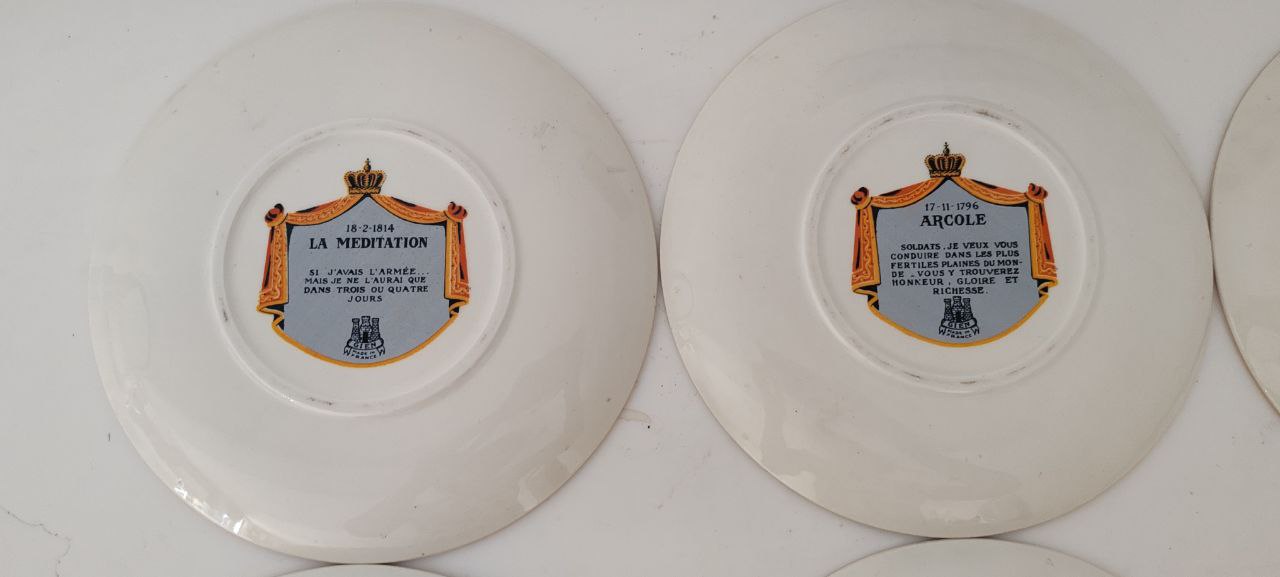 18-2-1814
LA MEDITATION
SI J'AVAIS L'ARMÉE...
MAIS JE NE L'AURAI QUE
DANS TROIS OU QUATRE
JOURS
GIEN
MADE IN
FRANCE
17-11-1796
ARCOLE
SOLDATS, JE VEUX VOUS
CONDUIRE DANS LES PLUS
FERTILES PLAINES DU MON-
DE - VOUS Y TROUVEREZ
HONNEUR, GLOIRE ET
RICHESSE.
GIEN
MADE IN
FRANCE